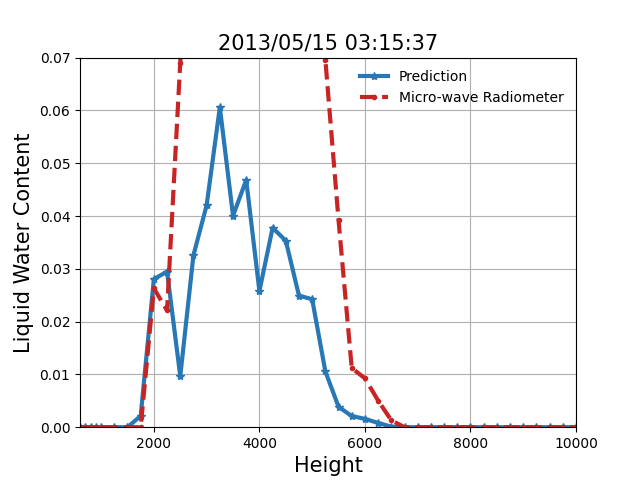 2013/05/15 03:15:37
Prediction
Micro-wave Radiometer
Liquid Water Content
0.07
0.06
0.05
0.04
0.03
0.02
0.01
0.00
2000 4000 6000 8000 10000
Height